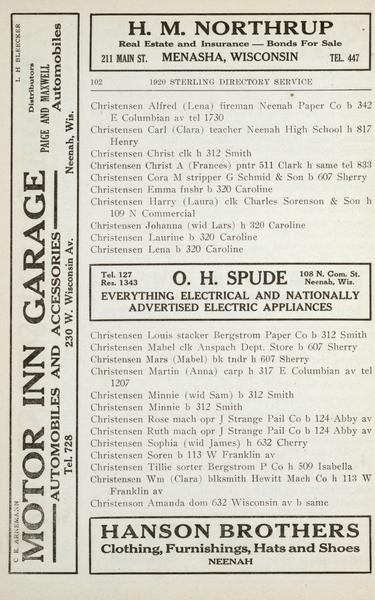 H. M. NORTHRUP
Real Estate and Insurance — Bonds For Sale
211 MAIN ST. MENASHA, WISCONSIN TEL. 447
102 1920 STERLING DIRECTORY SERVICE
Christensen Alfred (Lena) fireman Neenah Paper Co b 342
E Columbian av tel 1730
Christensen Carl (Clara) teacher Neenah High School h 817
Henry
Christensen Christ clk h 312 Smith
Christensen Christ A (Frances) pntr 511 Clark h same tel 833
Christensen Cora M stripper G Schmid & Son b 607 Sherry
Christensen Emma fnshr b 320 Caroline
Christensen Harry (Laura) clk Charles Sorenson & Son h
109 N Commercial
Christensen Johanna (wid Lars) h 320 Caroline
Christensen Laurine b 320 Caroline
Christensen Lena b 320 Caroline
Tel. 127
Res. 1343
O. H. SPUDE
108 N. Com. St.
Neenah, Wis.
EVERYTHING ELECTRICAL AND NATIONALLY
ADVERTISED ELECTRIC APPLIANCES
Christensen Louis stacker Bergstrom Paper Co b 312 Smith
Christensen Mabel clk Anspach Dept. Store b 607 Sherry
Christensen Mars (Mabel) bk tndr h 607 Sherry
Christensen Martin (Anna) carp h 317 E Columbian av tel
1207
Christensen Minnie (wid Sam) b 312 Smith
Christensen Minnie b 312 Smith
Christensen Rose mach opr J Strange Pail Co b 124 Abby av
Christensen Ruth mach opr J Strange Pail Co b 124 Abby av
Christensen Sophia (wid James) h 632 Cherry
Christensen Soren b 113 W Franklin av
Christensen Tillie sorter Bergstrom P Co h 509 Isabella
Christensen Wm (Clara) blksmith Hewitt Mach Co h 113 W
Franklin av
Christenson Amanda dom 632 Wisconsin av b same
HANSON BROTHERS
Clothing, Furnishings, Hats and Shoes
NEENAH
C. R. ARNEMANN
L. H BLEECKER
MOTOR INN GARAGE
Distributors
PAIGE AND MAXWELL
Automobiles
AUTOMOBILES AND ACCESSORIES
Tel. 728 230 W. Wisconsin Av. Neenah, Wis.